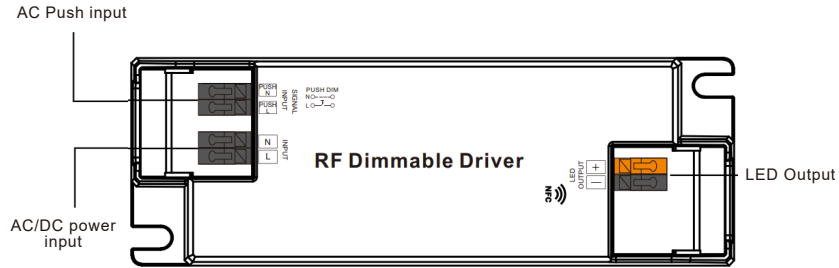 AC Push input
PUSH
N
PUSH
L
SIGNAL
INPUT
PUSH DIM
N
L
N
L
INPUT
RF Dimmable Driver
NFC
LED
OUTPUT
+
—
LED Output
AC/DC power
input